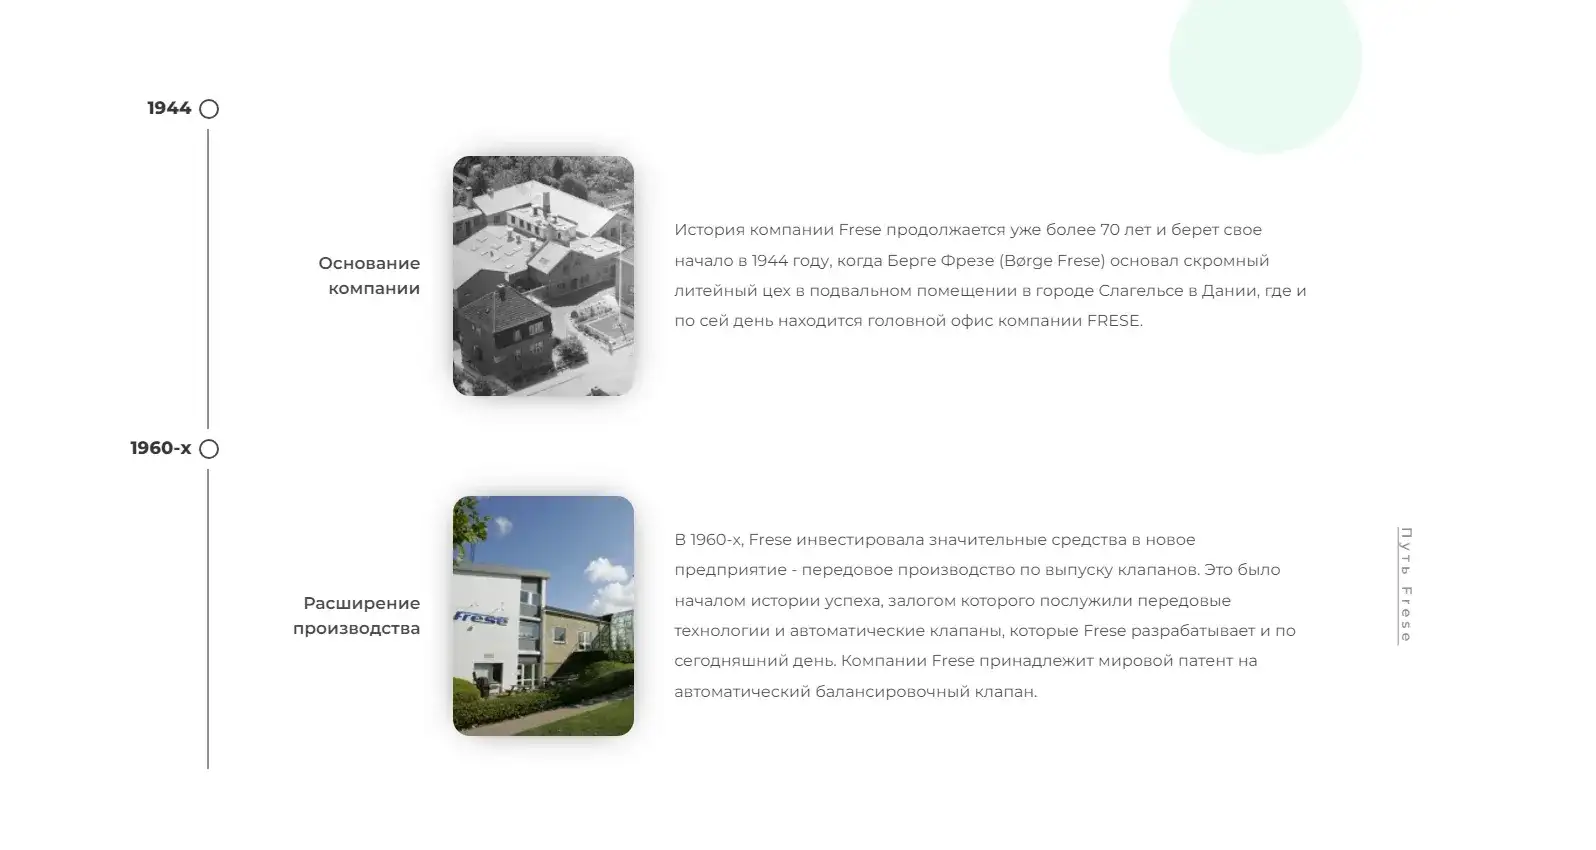 1944
Основание
компании
История компании Frese продолжается уже более 70 лет и берет свое
начало в 1944 году, когда Берге Фрезе (Børge Frese) основал скромный
литейный цех в подвальном помещении в городе Слагельсе в Дании, где и
по сей день находится головной офис компании FRESE.
1960-х
Расширение
производства
Frese
В 1960-х, Frese инвестировала значительные средства в новое
предприятие - передовое производство по выпуску клапанов. Это было
началом истории успеха, залогом которого послужили передовые
технологии и автоматические клапаны, которые Frese разрабатывает и по
сегодняшний день. Компании Frese принадлежит мировой патент на
автоматический балансировочный клапан.
Путь Frese